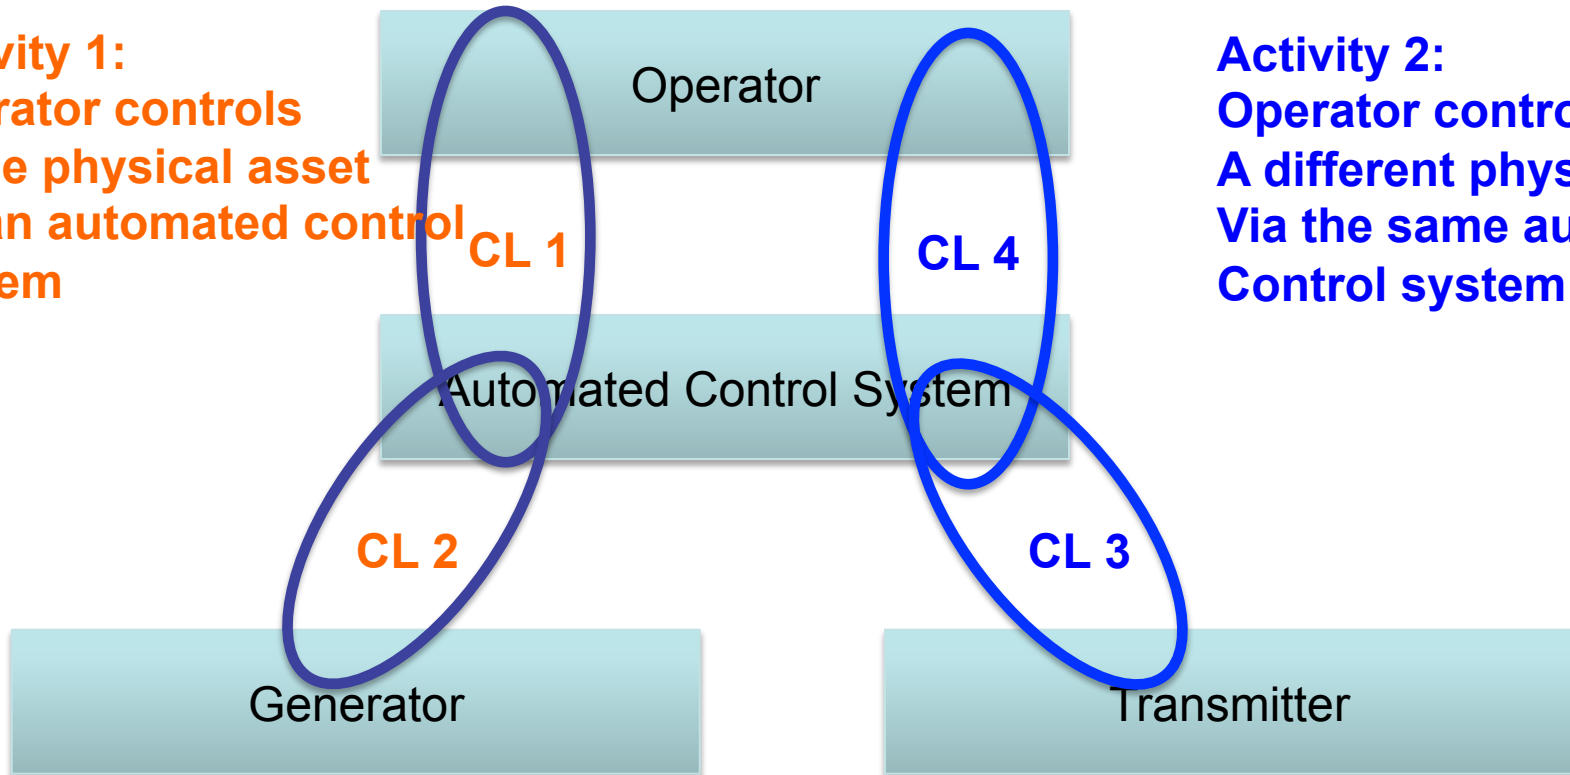 vity 1:
rator controls
e physical asset
an automated control
em
Operator
Activity 2:
Operator contro
A different phys
Via the same au
Control system
CL 1
CL 4
Automated Control System
CL 2
CL 3
Generator
Transmitter